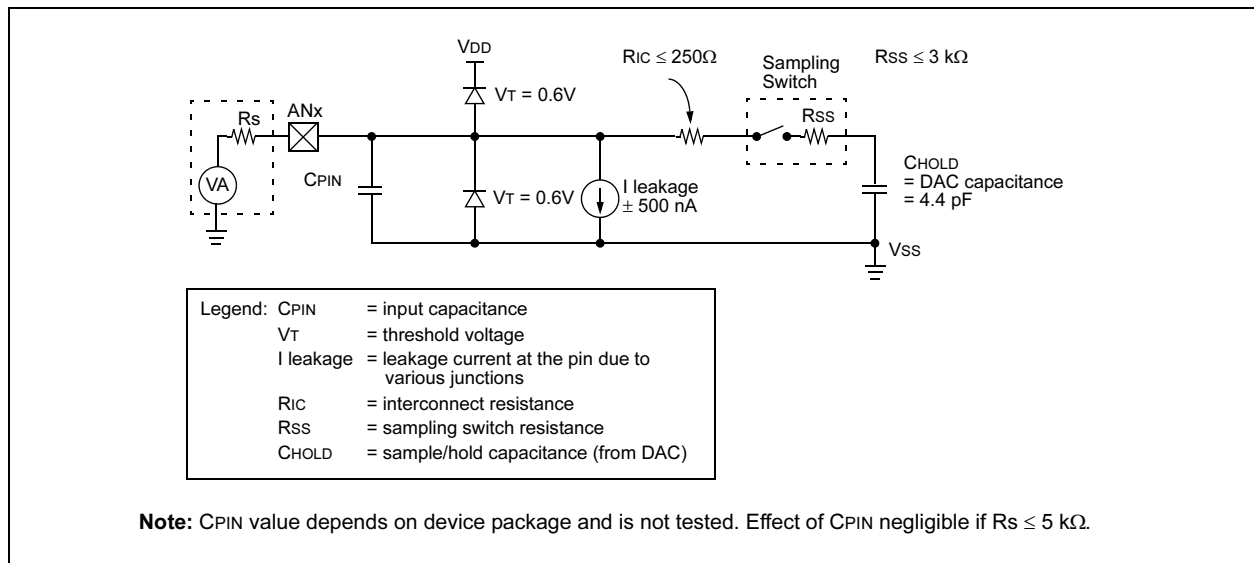 VDD
RIC ≤ 250Ω
Sampling
Switch
RSS ≤ 3 kΩ
VT = 0.6V
Rs
ANx
RSS
VA
CPIN
VT = 0.6V
I leakage
± 500 nA
CHOLD
= DAC capacitance
= 4.4 pF
VSS
Legend: CPIN = input capacitance
VT = threshold voltage
I leakage = leakage current at the pin due to
various junctions
RIC = interconnect resistance
RSS = sampling switch resistance
CHOLD = sample/hold capacitance (from DAC)
Note: CPIN value depends on device package and is not tested. Effect of CPIN negligible if Rs ≤ 5 kΩ.